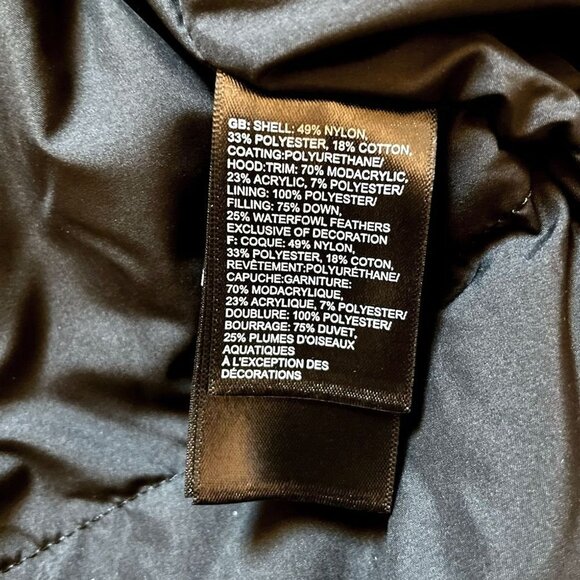 GB: SHELL: 49% NYLON,
33% POLYESTER, 18% COTTON,
COATING:POLYURETHANE/
HOOD:TRIM: 70% MODACRYLIC,
23% ACRYLIC, 7% POLYESTER/
LINING: 100% POLYESTER/
FILLING: 75% DOWN,
25% WATERFOWL FEATHERS
EXCLUSIVE OF DECORATION
F: COQUE: 49% NYLON,
33% POLYESTER, 18% COTON,
REVÊTEMENT:POLYURÉTHANE/
CAPUCHE:GARNITURE:
70% MODACRYLIQUE,
23% ACRYLIQUE, 7% POLYESTER/
DOUBLURE: 100% POLYESTER/
BOURRAGE: 75% DUVET,
25% PLUMES D'OISEAUX
AQUATIQUES
À L'EXCEPTION DES
DÉCORATIONS